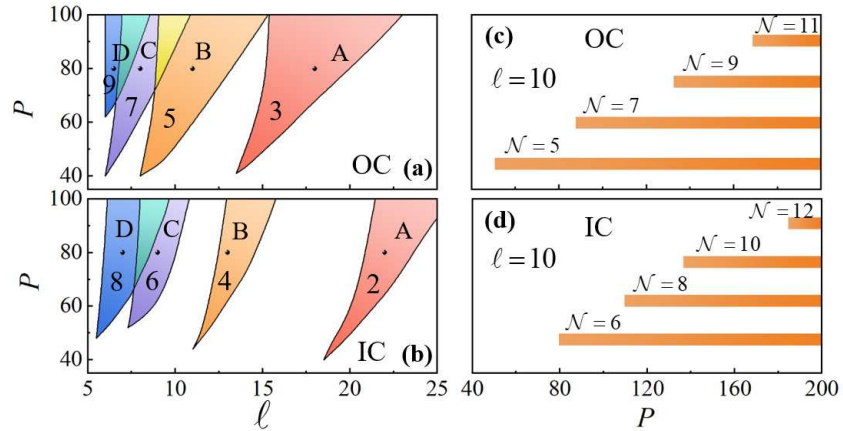 100
80
60
40
P
D
C
B
A
9
7
5
3
OC
(a)
100
80
60
40
P
D
C
B
A
8
6
4
2
IC
(b)
5
10
15
20
25
ℓ
(c)
OC
ℓ = 10
𝒩 = 11
𝒩 = 9
𝒩 = 7
𝒩 = 5
(d)
IC
ℓ = 10
𝒩 = 12
𝒩 = 10
𝒩 = 8
𝒩 = 6
40
80
120
160
200
P